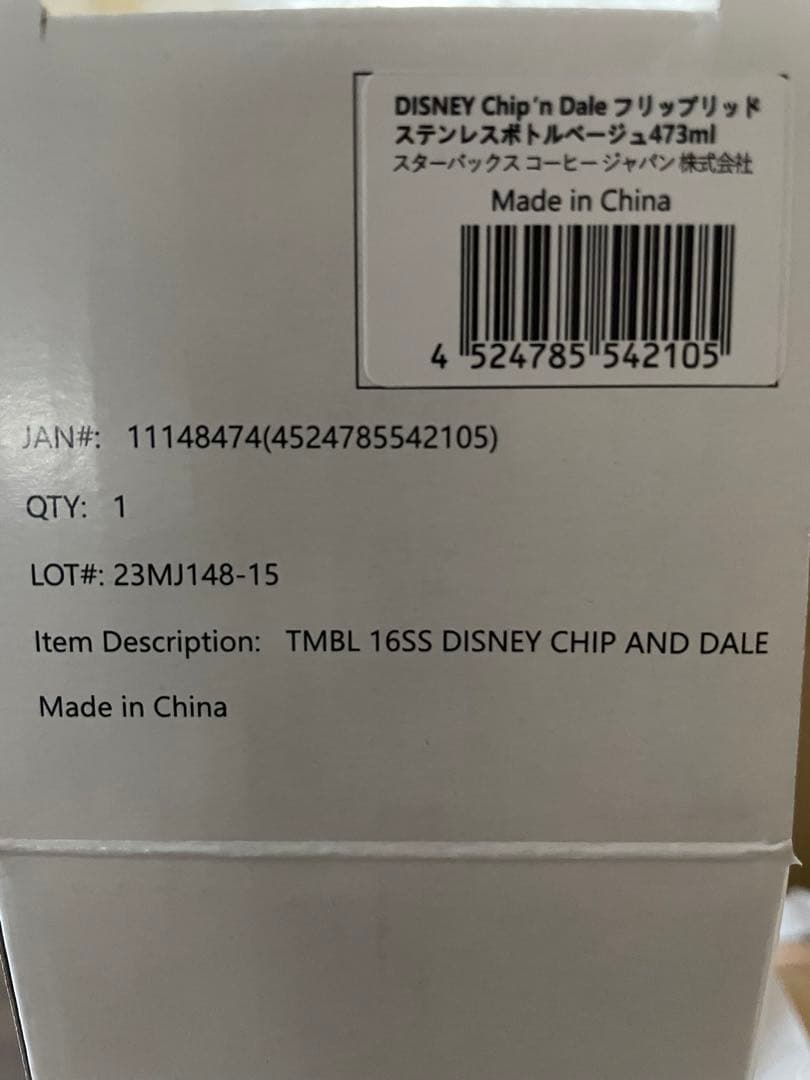 DISNEY Chip'n Dale フリップリッド
ステンレスボトルベージュ473ml
スターバックス コーヒー ジャパン 株式会社
Made in China
4 524785 542105
JAN#: 11148474(4524785542105)
QTY: 1
LOT#: 23MJ148-15
Item Description: TMBL 16SS DISNEY CHIP AND DALE
Made in China